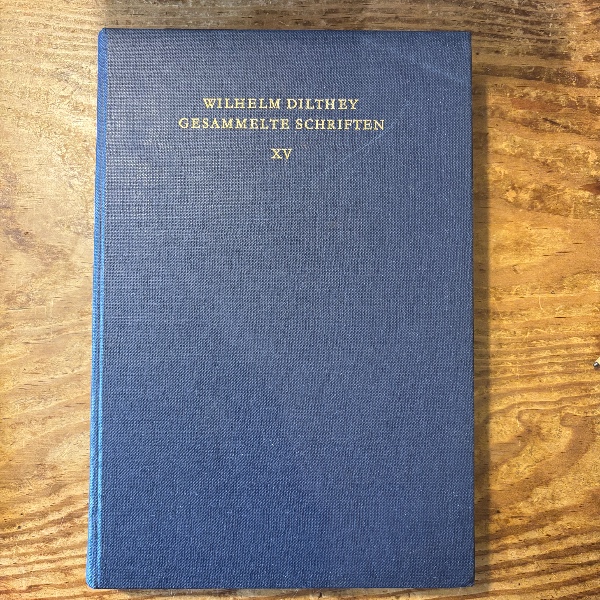 WILHELM DILTHEY
GESAMMELTE SCHRIFTEN
XV